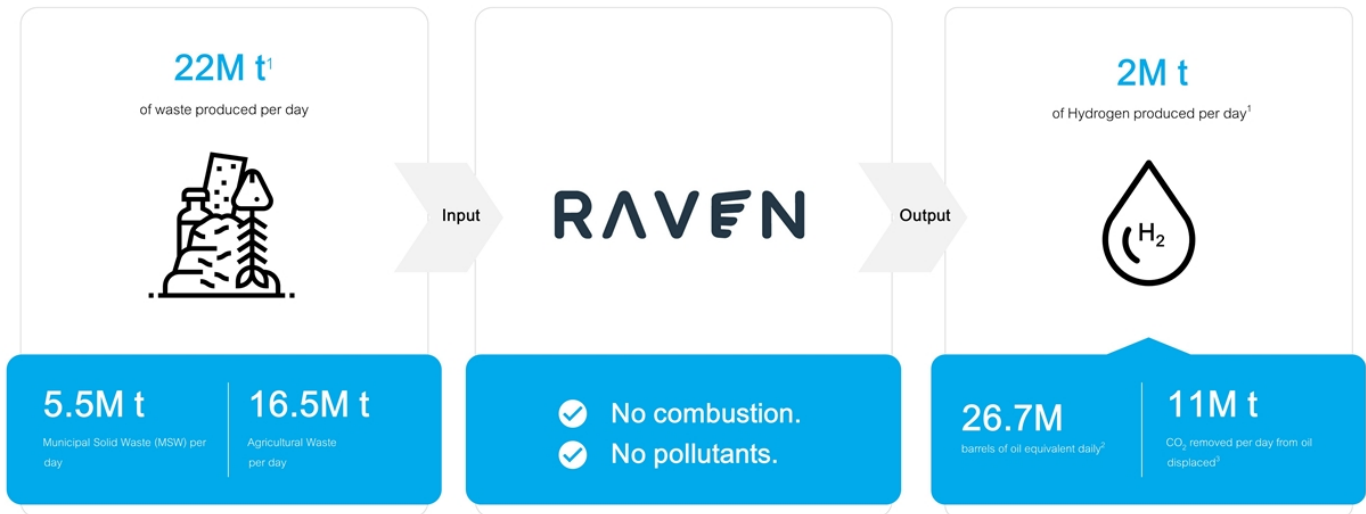 22M t¹
of waste produced per day
Input
5.5M t
Municipal Solid Waste (MSW) per
day
16.5M t
Agricultural Waste
per day
RAVEN
No combustion.
No pollutants.
Output
2M t
of Hydrogen produced per day¹
H₂
26.7M
barrels of oil equivalent daily²
11M t
CO₂ removed per day from oil
displaced³